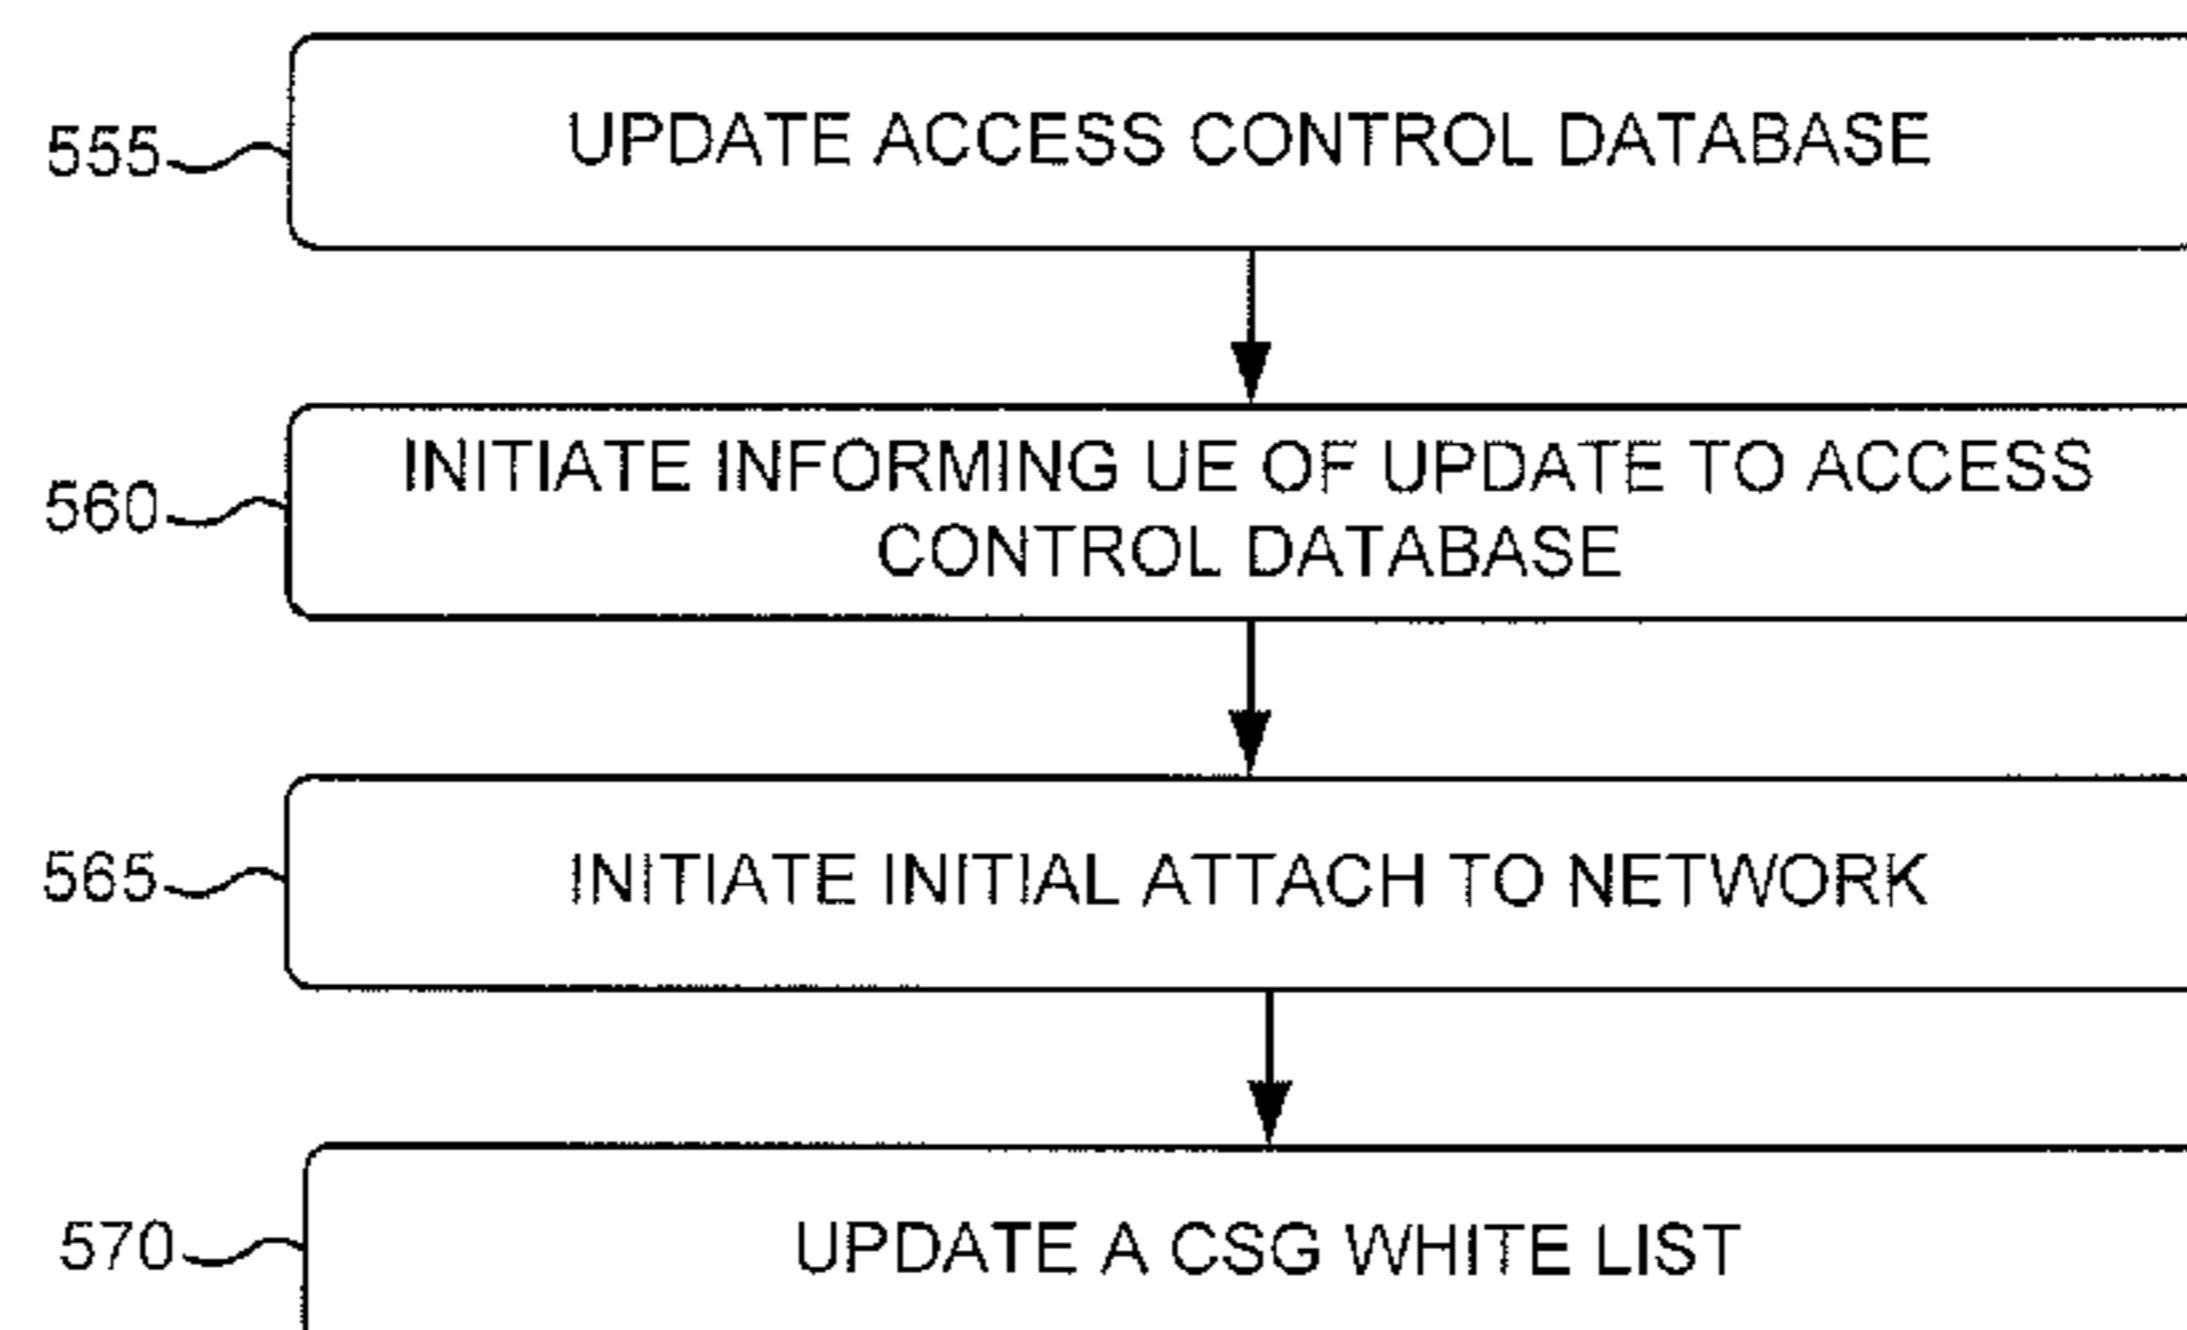 555
UPDATE ACCESS CONTROL DATABASE
560
INITIATE INFORMING UE OF UPDATE TO ACCESS
CONTROL DATABASE
565
INITIATE INITIAL ATTACH TO NETWORK
570
UPDATE A CSG WHITE LIST